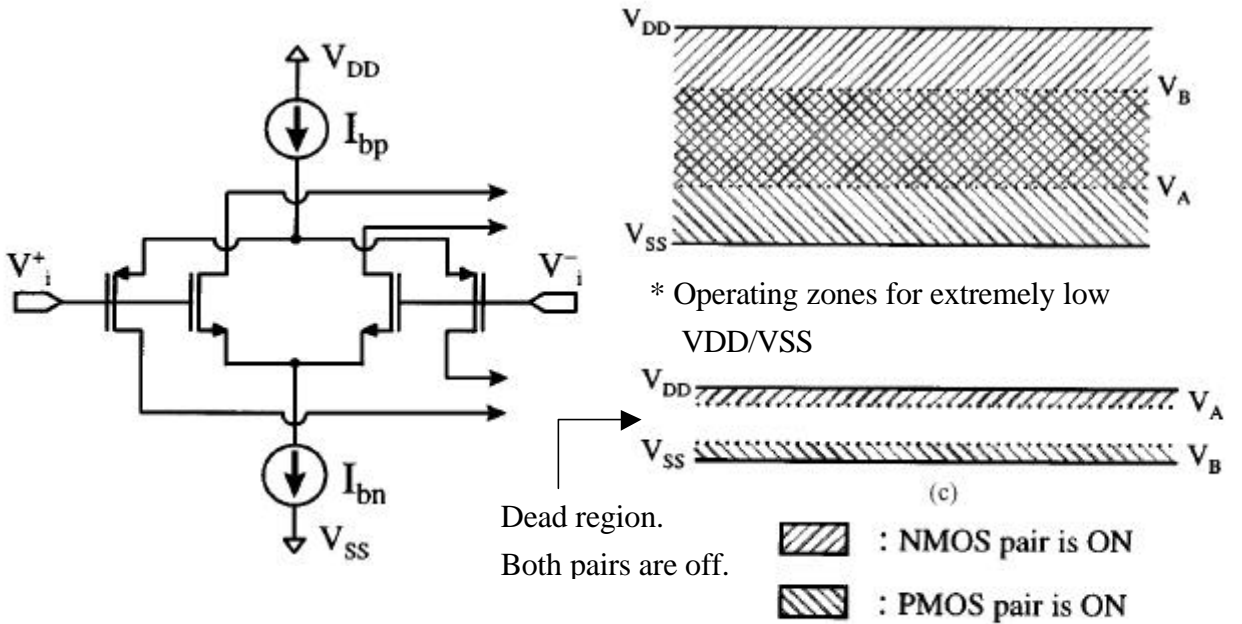 V_DD
I_bp
V^+_i
V^-_i
I_bn
V_SS
V_DD
V_B
V_A
V_SS
* Operating zones for extremely low
VDD/VSS
V_DD
V_A
V_SS
V_B
(c)
Dead region.
Both pairs are off.
: NMOS pair is ON
: PMOS pair is ON